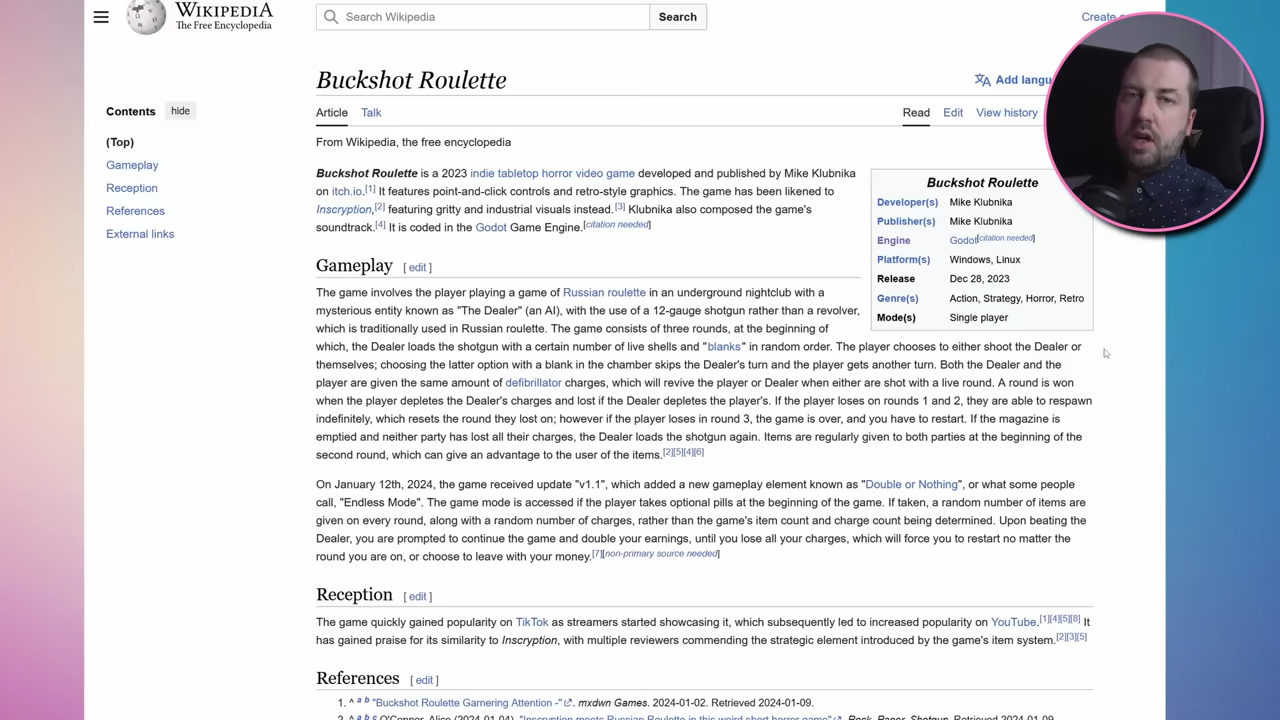 WIKIPEDIA
The Free Encyclopedia
Search Wikipedia
Search
Create
Buckshot Roulette
Add langu
Contents
hide
Article
Talk
Read
Edit
View history
(Top)
From Wikipedia, the free encyclopedia
Gameplay
Reception
References
External links
Buckshot Roulette is a 2023 indie tabletop horror video game developed and published by Mike Klubnika
on itch.io.[1] It features point-and-click controls and retro-style graphics. The game has been likened to
Inscryption,[2] featuring gritty and industrial visuals instead.[3] Klubnika also composed the game's
soundtrack.[4] It is coded in the Godot Game Engine.[citation needed]
Buckshot Roulette
Developer(s) Mike Klubnika
Publisher(s) Mike Klubnika
Engine Godot[citation needed]
Platform(s) Windows, Linux
Release Dec 28, 2023
Genre(s) Action, Strategy, Horror, Retro
Mode(s) Single player
Gameplay [ edit ]
The game involves the player playing a game of Russian roulette in an underground nightclub with a
mysterious entity known as "The Dealer" (an AI), with the use of a 12-gauge shotgun rather than a revolver,
which is traditionally used in Russian roulette. The game consists of three rounds, at the beginning of
which, the Dealer loads the shotgun with a certain number of live shells and "blanks" in random order. The player chooses to either shoot the Dealer or
themselves; choosing the latter option with a blank in the chamber skips the Dealer's turn and the player gets another turn. Both the Dealer and the
player are given the same amount of defibrillator charges, which will revive the player or Dealer when either are shot with a live round. A round is won
when the player depletes the Dealer's charges and lost if the Dealer depletes the player's. If the player loses on rounds 1 and 2, they are able to respawn
indefinitely, which resets the round they lost on; however if the player loses in round 3, the game is over, and you have to restart. If the magazine is
emptied and neither party has lost all their charges, the Dealer loads the shotgun again. Items are regularly given to both parties at the beginning of the
second round, which can give an advantage to the user of the items.[2][5][4][6]
On January 12th, 2024, the game received update "v1.1", which added a new gameplay element known as "Double or Nothing", or what some people
call, "Endless Mode". The game mode is accessed if the player takes optional pills at the beginning of the game. If taken, a random number of items are
given on every round, along with a random number of charges, rather than the game's item count and charge count being determined. Upon beating the
Dealer, you are prompted to continue the game and double your earnings, until you lose all your charges, which will force you to restart no matter the
round you are on, or choose to leave with your money.[7][non-primary source needed]
Reception [ edit ]
The game quickly gained popularity on TikTok as streamers started showcasing it, which subsequently led to increased popularity on YouTube.[1][4][5][8] It
has gained praise for its similarity to Inscryption, with multiple reviewers commending the strategic element introduced by the game's item system.[2][3][5]
References [ edit ]
1. ^ a b "Buckshot Roulette Garnering Attention -". mxdwn Games. 2024-01-02. Retrieved 2024-01-09.
2. ^ a b c O'Connor, Alice (2024-01-04). "Inscryption meets Russian Roulette in this weird short horror game". Rock, Paper, Shotgun. Retrieved 2024-01-09.